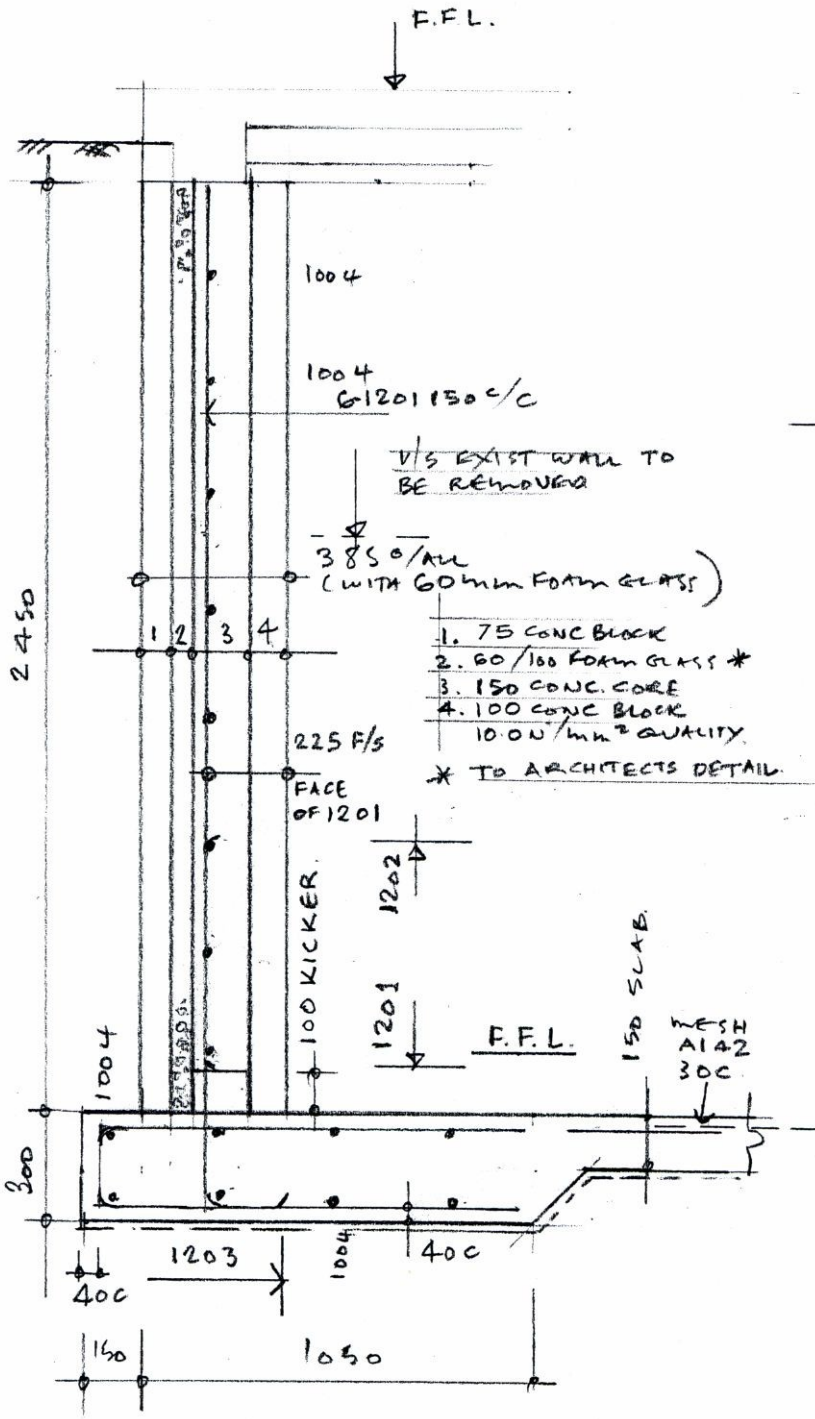 F.F.L.
1004
1004
G-1201 150 c/c
U/S EXIST WALL TO
BE REMOVED
385 O/ALL
(WITH 60mm FOAM GLASS)
2450
1 2 3 4
1. 75 CONC BLOCK
2. 60/100 FOAM GLASS *
3. 150 CONC. CORE
4. 100 CONC BLOCK
10.0N/mm² QUALITY
* TO ARCHITECTS DETAIL
225 F/S
FACE
OF 1201
1202
100 KICKER.
1201
F.F.L.
150 SLAB.
MESH
A142
30C
1004
300
1203
1004
40C
40C
150
1050